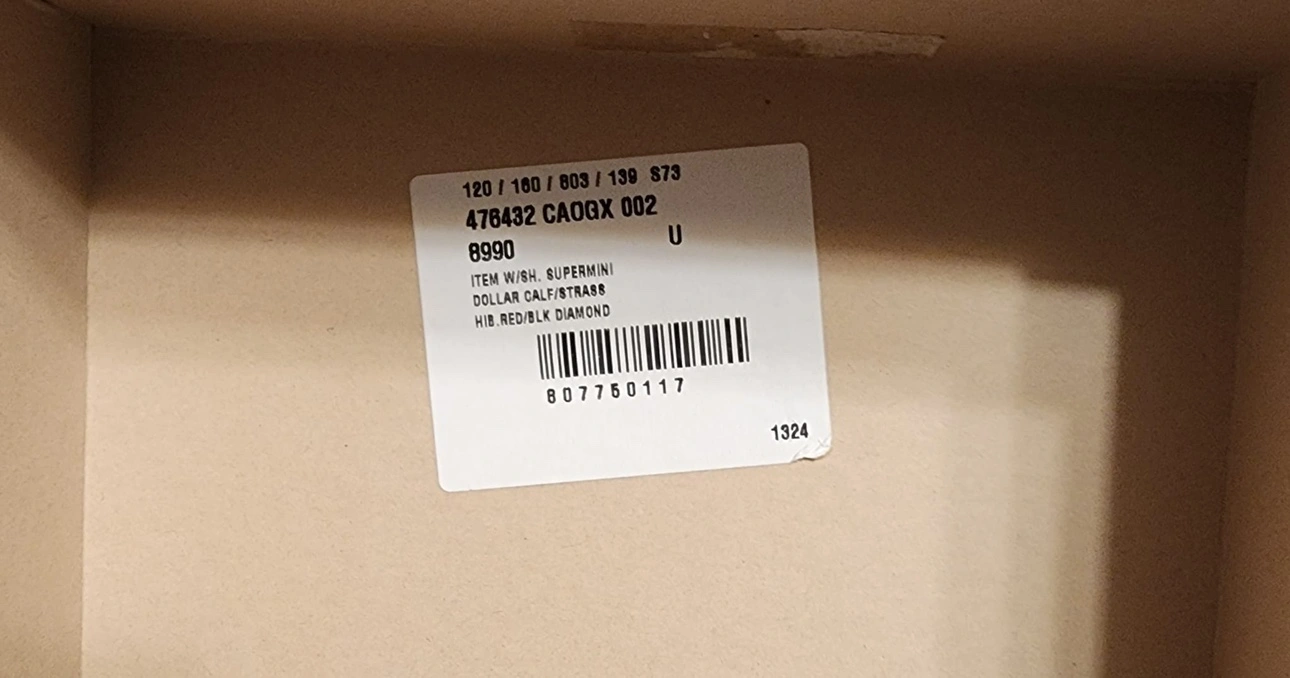 120 / 160 / 803 / 139 S73
476432 CAOGX 002
8990 U
ITEM W/SH. SUPERMINI
DOLLAR CALF/STRASS
HIB.RED/BLK DIAMOND
807750117
1324